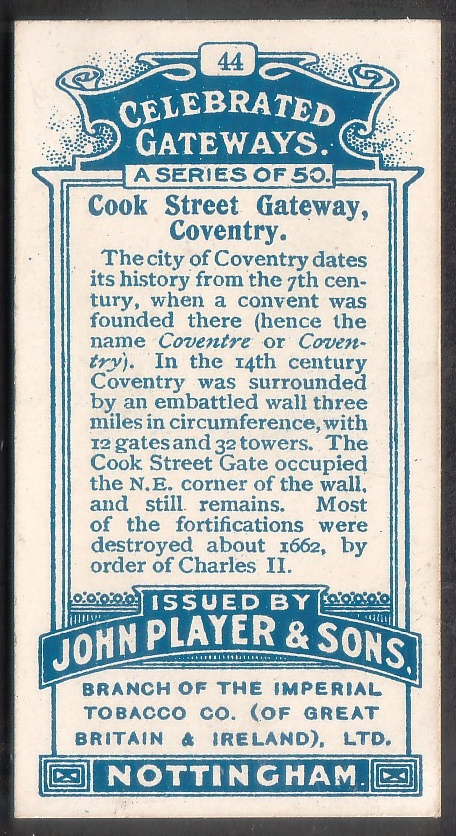 44
CELEBRATED
GATEWAYS.
A SERIES OF 50.
Cook Street Gateway,
Coventry.
The city of Coventry dates
its history from the 7th cen-
tury, when a convent was
founded there (hence the
name Coventre or Coven-
try). In the 14th century
Coventry was surrounded
by an embattled wall three
miles in circumference, with
12 gates and 32 towers. The
Cook Street Gate occupied
the N.E. corner of the wall,
and still remains. Most
of the fortifications were
destroyed about 1662, by
order of Charles II.
ISSUED BY
JOHN PLAYER & SONS,
BRANCH OF THE IMPERIAL
TOBACCO CO. (OF GREAT
BRITAIN & IRELAND), LTD.
NOTTINGHAM.